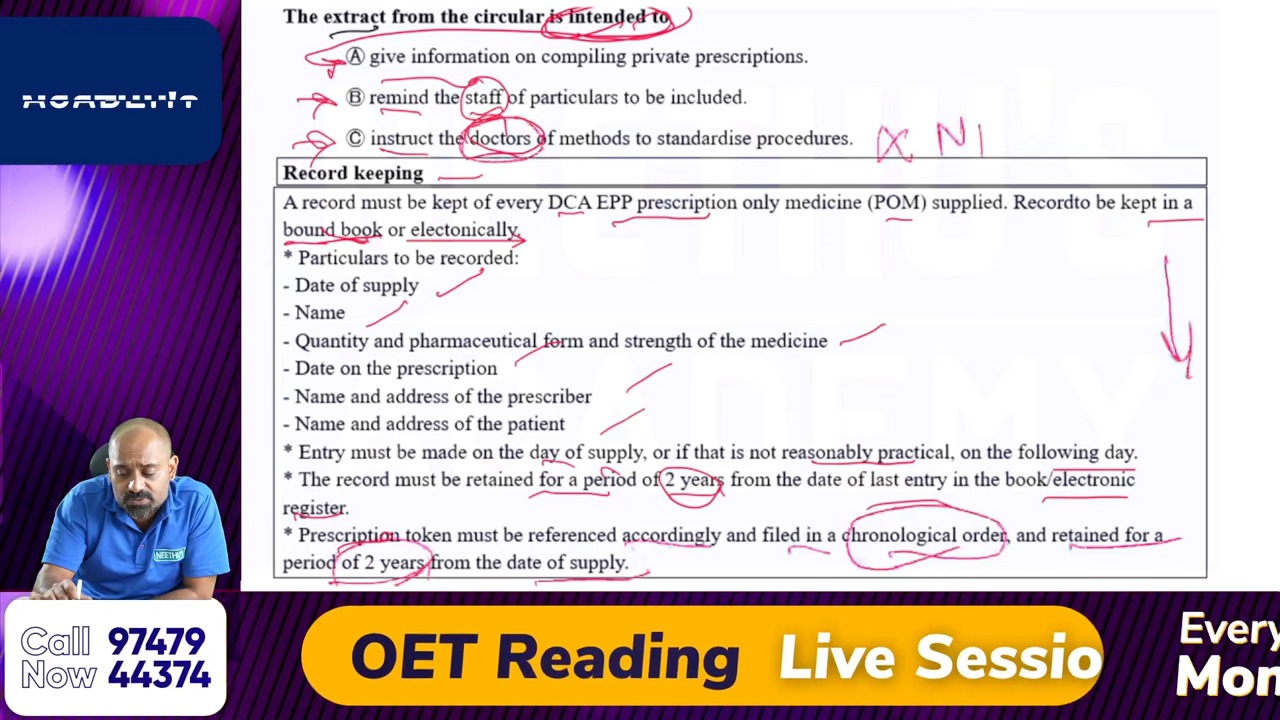 The extract from the circular is intended to
Ⓐ give information on compiling private prescriptions.
Ⓑ remind the staff of particulars to be included.
Ⓒ instruct the doctors of methods to standardise procedures.
Record keeping
A record must be kept of every DCA EPP prescription only medicine (POM) supplied. Recordto be kept in a
bound book or electonically.
* Particulars to be recorded:
- Date of supply
- Name
- Quantity and pharmaceutical form and strength of the medicine
- Date on the prescription
- Name and address of the prescriber
- Name and address of the patient
* Entry must be made on the day of supply, or if that is not reasonably practical, on the following day.
* The record must be retained for a period of 2 years from the date of last entry in the book/electronic
register.
* Prescription token must be referenced accordingly and filed in a chronological order, and retained for a
period of 2 years from the date of supply.
NEETHU'S
Call 97479
Now 44374
OET Reading Live Sessio
Every
Mon